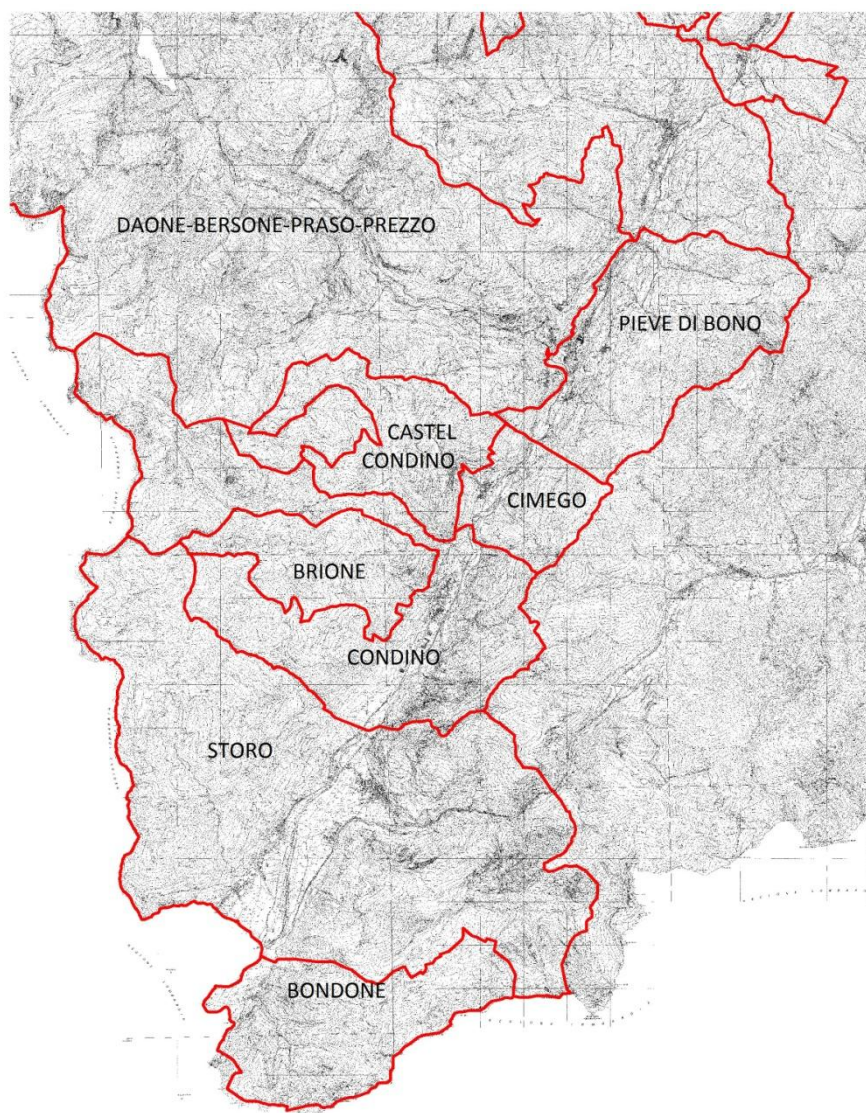 DAONE-BERSONE-PRASO-PREZZO
PIEVE DI BONO
CASTEL
CONDINO
CIMEGO
BRIONE
CONDINO
STORO
BONDONE